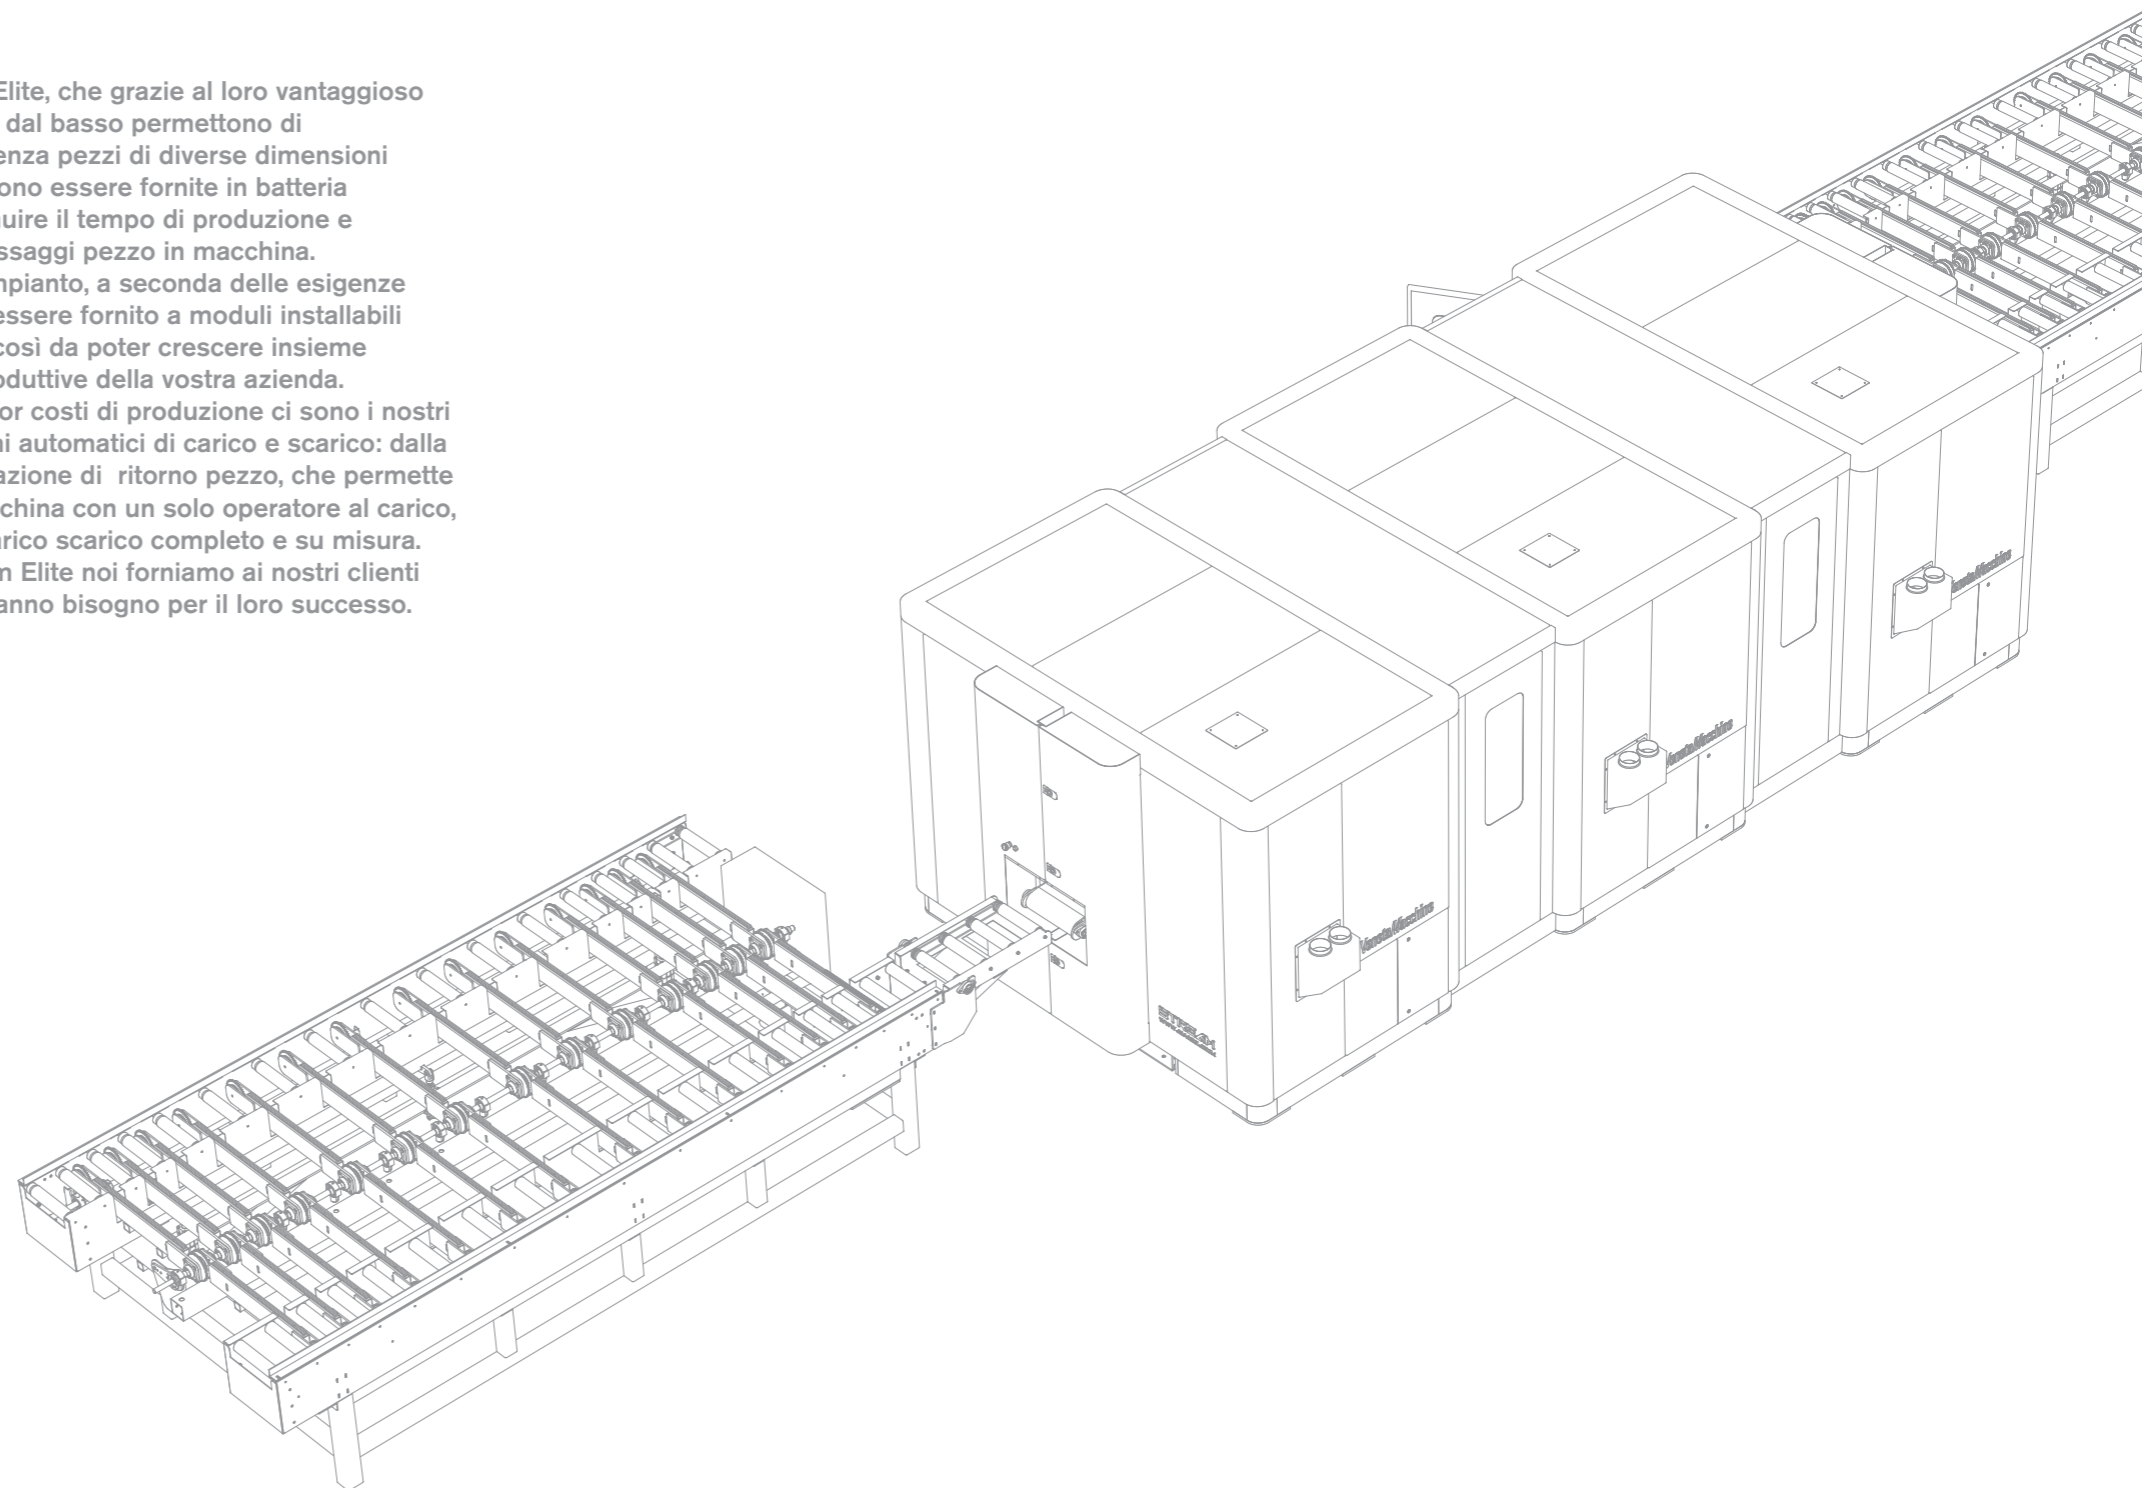 Elite, che grazie al loro vantaggioso
dal basso permettono di
enza pezzi di diverse dimensioni
ono essere fornite in batteria
uire il tempo di produzione e
ssaggi pezzo in macchina.
npianto, a seconda delle esigenze
essere fornito a moduli installabili
così da poter crescere insieme
oduttive della vostra azienda.
or costi di produzione ci sono i nostri
ni automatici di carico e scarico: dalla
azione di ritorno pezzo, che permette
china con un solo operatore al carico,
arico scarico completo e su misura.
m Elite noi forniamo ai nostri clienti
anno bisogno per il loro successo.
VenetaMacchine
VenetaMacchine
VenetaMacchine
STREAM